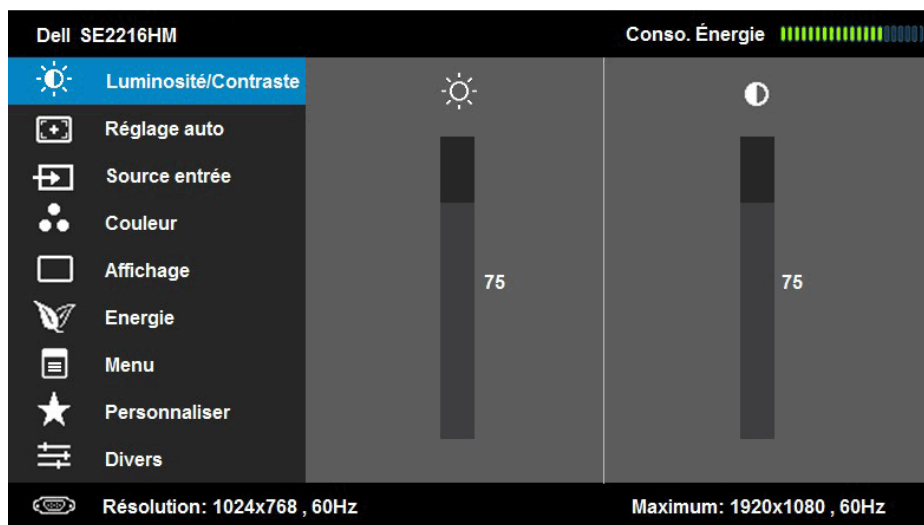 Dell SE2216HM Conso. Énergie
Luminosité/Contraste
Réglage auto
Source entrée
Couleur
Affichage
Energie
Menu
Personnaliser
Divers
75
75
Résolution: 1024x768 , 60Hz Maximum: 1920x1080 , 60Hz